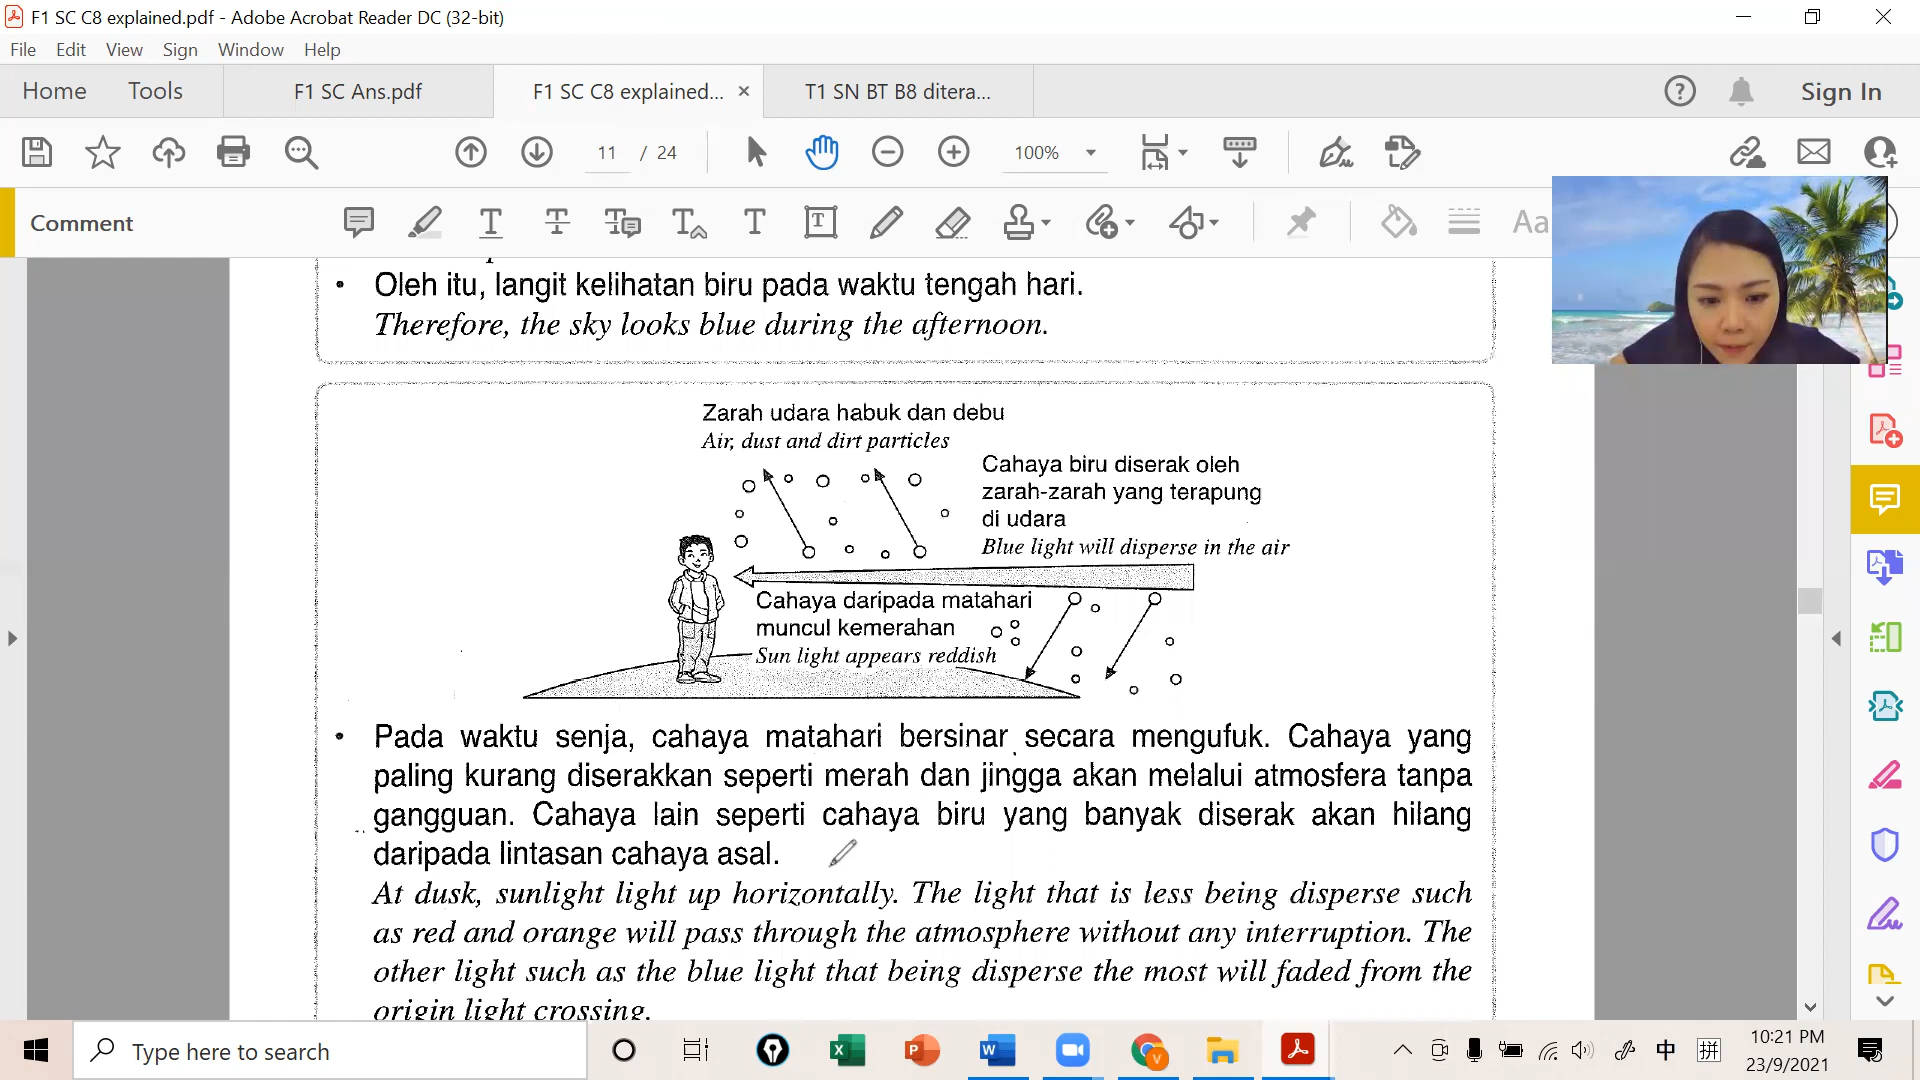 F1 SC C8 explained.pdf - Adobe Acrobat Reader DC (32-bit)
File Edit View Sign Window Help
Home Tools F1 SC Ans.pdf F1 SC C8 explained... × T1 SN BT B8 ditera... Sign In
11 / 24 100%
Comment
Aa
• Oleh itu, langit kelihatan biru pada waktu tengah hari.
Therefore, the sky looks blue during the afternoon.
Zarah udara habuk dan debu
Air, dust and dirt particles
Cahaya biru diserak oleh
zarah-zarah yang terapung
di udara
Blue light will disperse in the air
Cahaya daripada matahari
muncul kemerahan
Sun light appears reddish
• Pada waktu senja, cahaya matahari bersinar secara mengufuk. Cahaya yang
paling kurang diserakkan seperti merah dan jingga akan melalui atmosfera tanpa
gangguan. Cahaya lain seperti cahaya biru yang banyak diserak akan hilang
daripada lintasan cahaya asal.
At dusk, sunlight light up horizontally. The light that is less being disperse such
as red and orange will pass through the atmosphere without any interruption. The
other light such as the blue light that being disperse the most will faded from the
origin light crossing.
Type here to search
中 拼
10:21 PM
23/9/2021